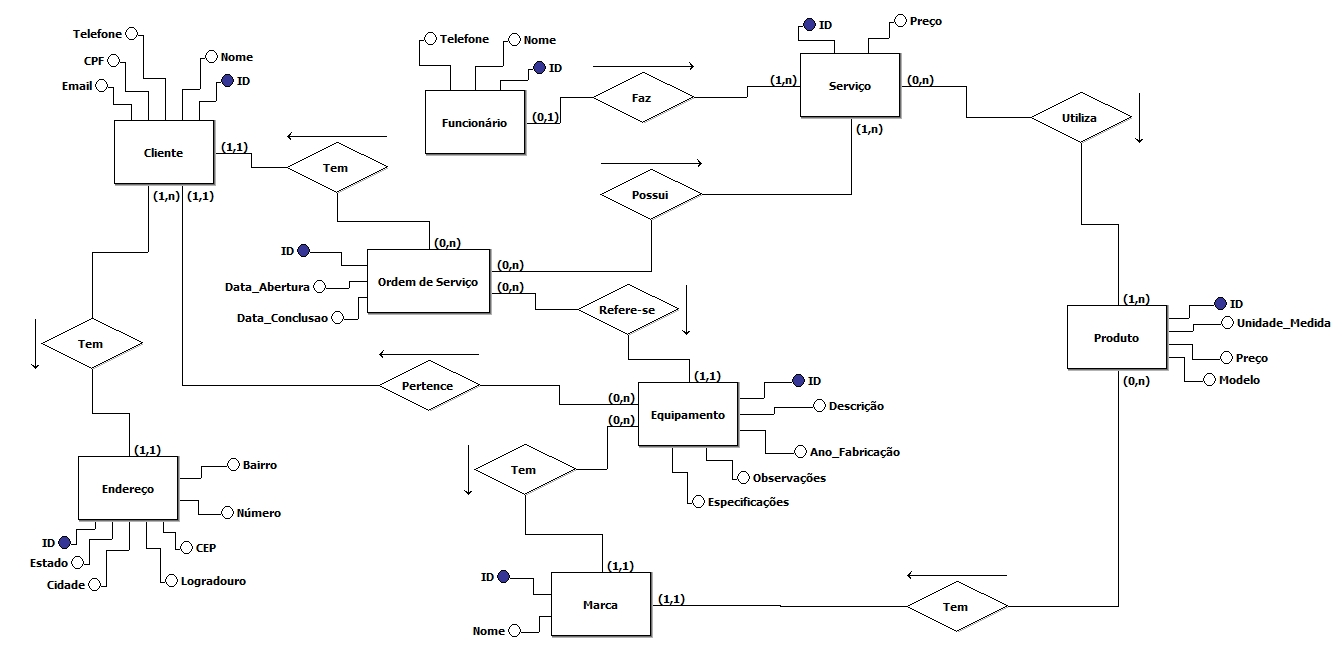 ID
Preço
Telefone
Telefone
Nome
CPF
Nome
ID
Email
ID
(1,n)
Serviço
(0,n)
Faz
Funcionário
(0,1)
Utiliza
(1,n)
Cliente
(1,1)
Tem
(1,n)
(1,1)
Possui
(0,n)
ID
(0,n)
Ordem de Serviço
Data_Abertura
(0,n)
Data_Conclusao
Refere-se
(1,n)
ID
Unidade_Medida
Produto
Preço
Modelo
(0,n)
Tem
Pertence
(1,1)
ID
(0,n)
Descrição
Equipamento
(0,n)
Ano_Fabricação
Observações
Especificações
(1,1)
Bairro
Endereço
Número
ID
CEP
Estado
Logradouro
Cidade
Tem
(1,1)
ID
Marca
(1,1)
Nome
Tem